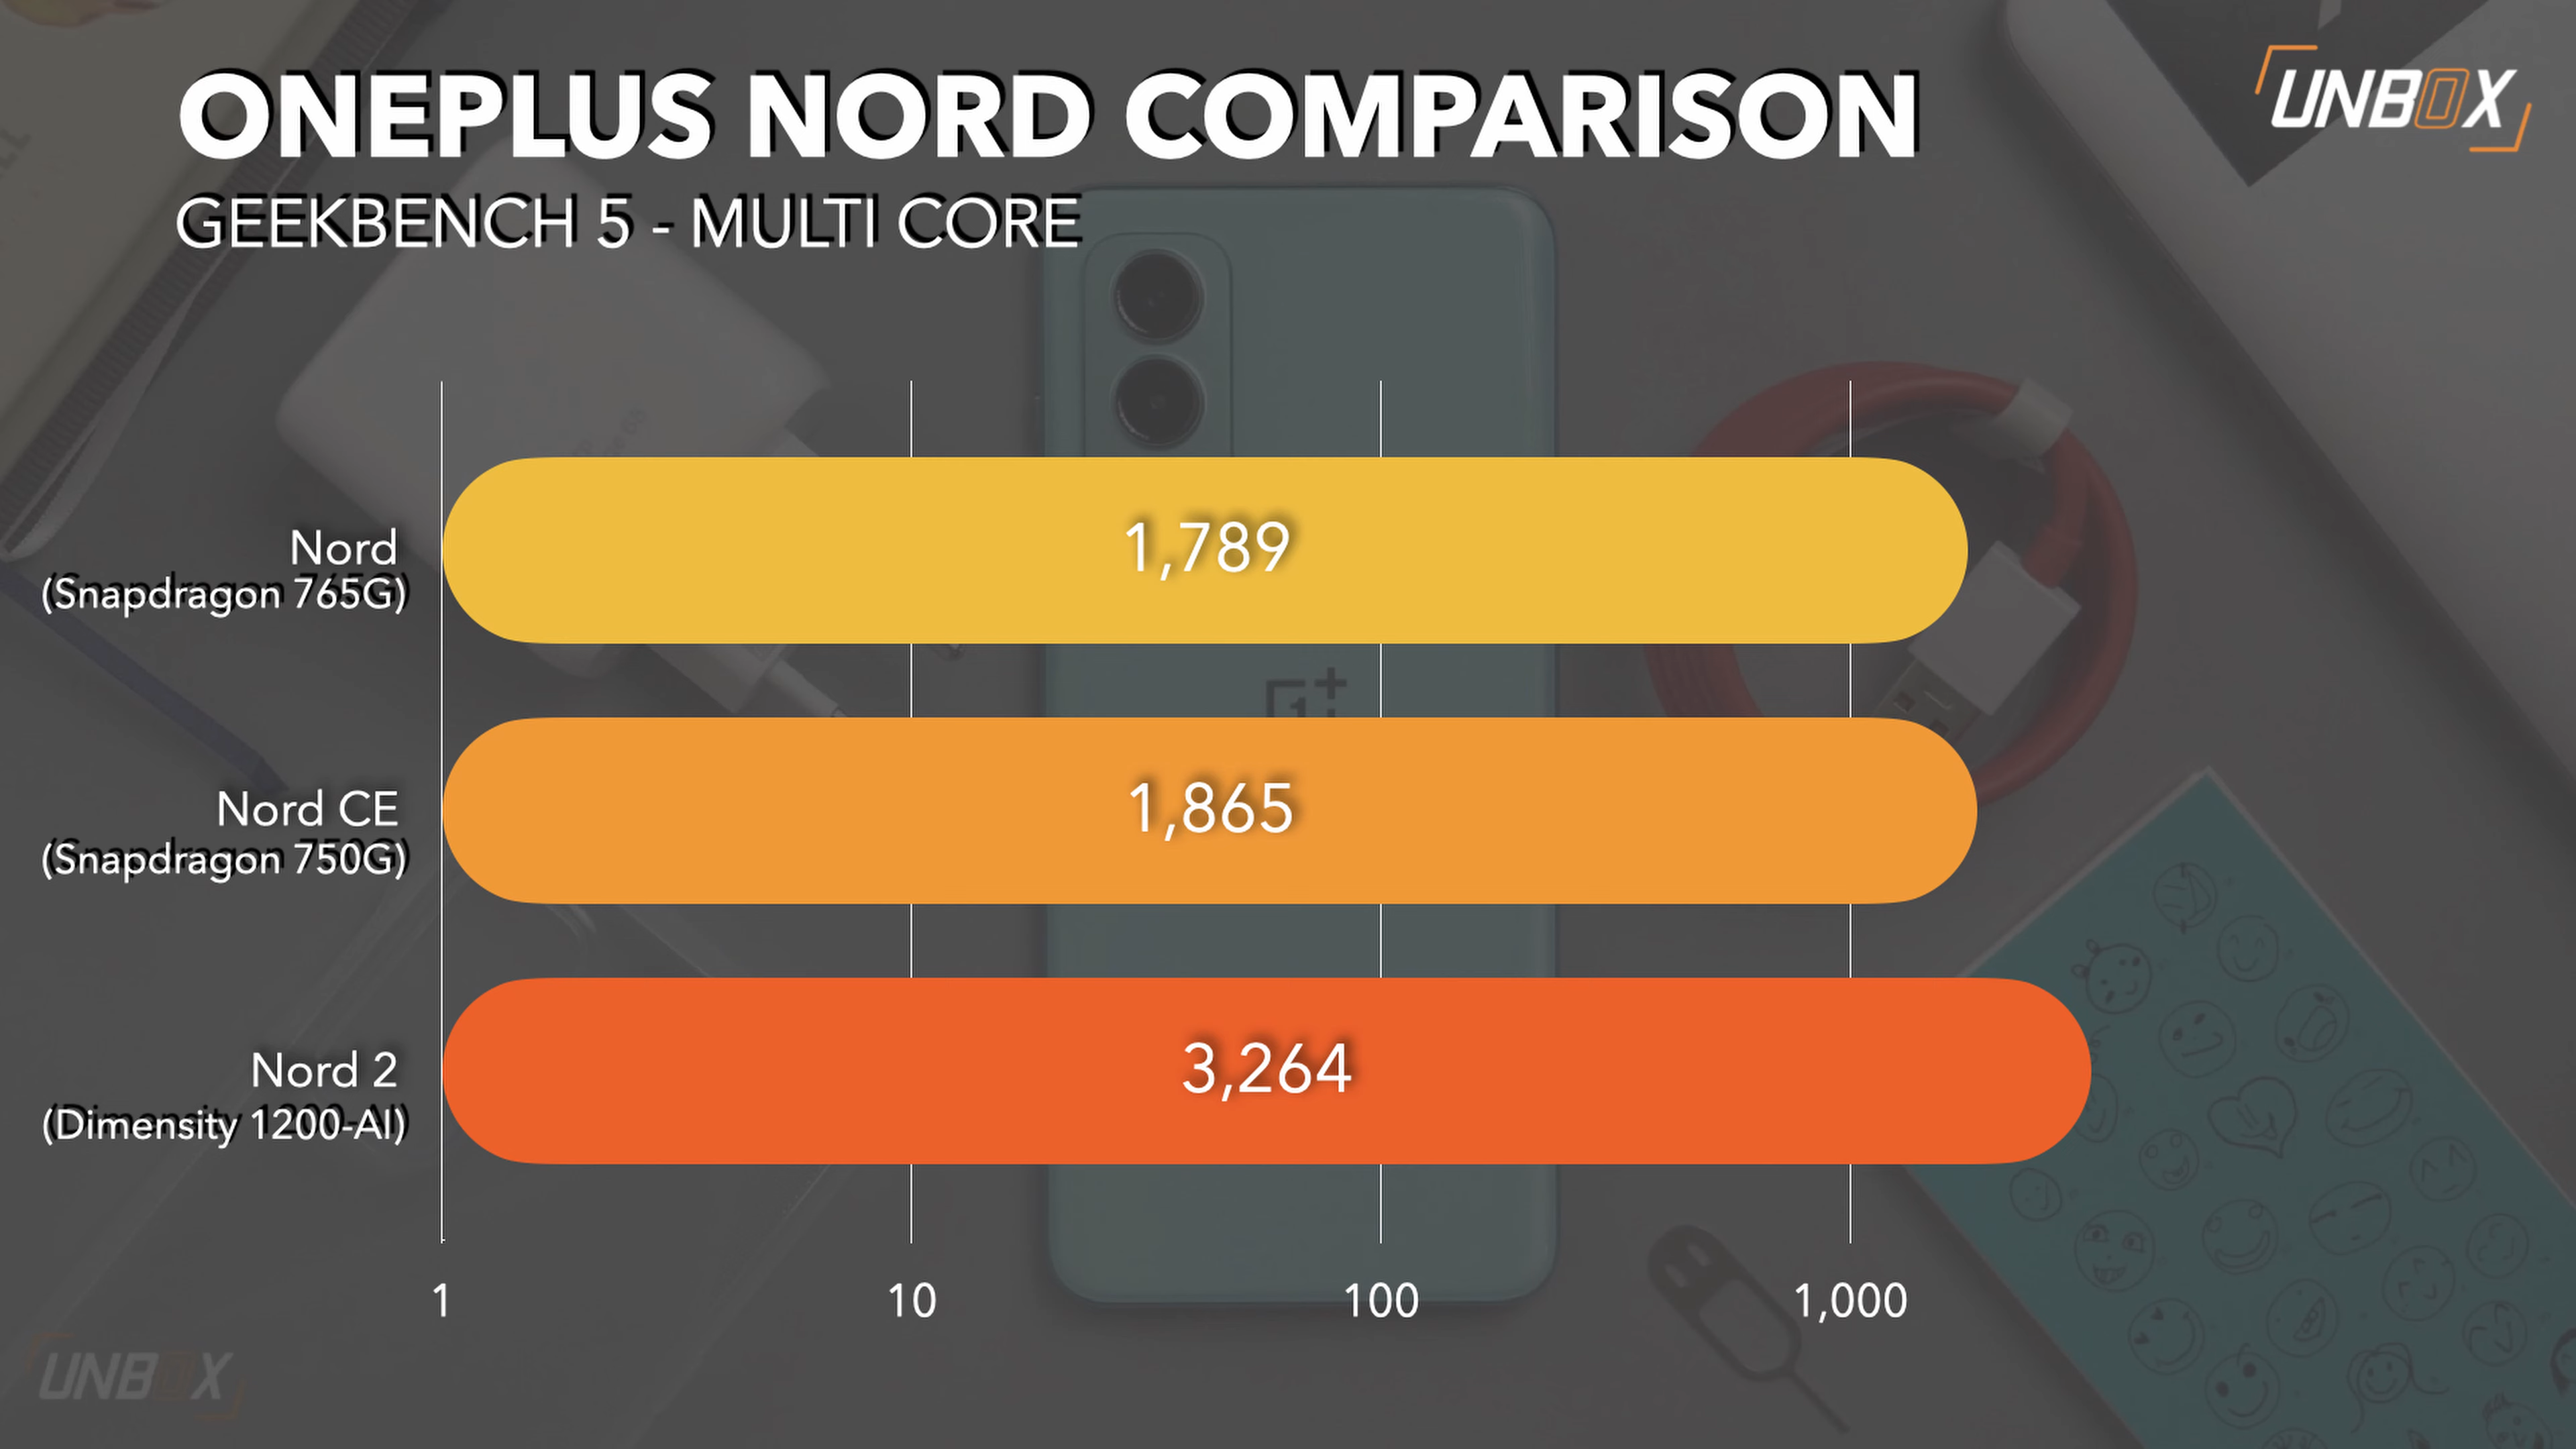 ONEPLUS NORD COMPARISON
UNBOX
GEEKBENCH 5 - MULTI CORE
Nord
(Snapdragon 765G)
1,789
Nord CE
(Snapdragon 750G)
1,865
Nord 2
(Dimensity 1200-AI)
3,264
1 10 100 1,000
UNBOX